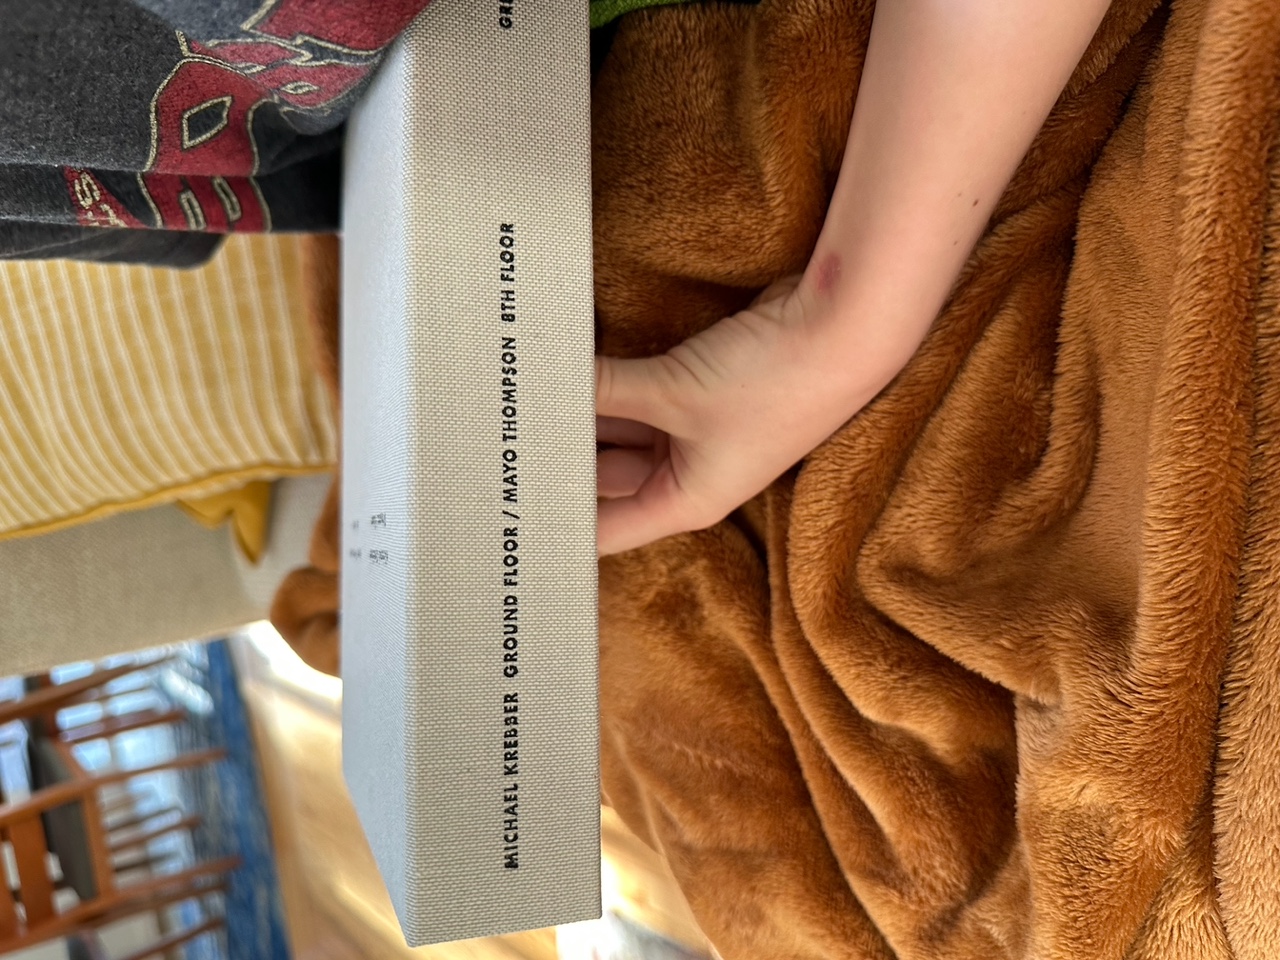 MICHAEL KREBBER GROUND FLOOR / MAYO THOMPSON 8TH FLOOR